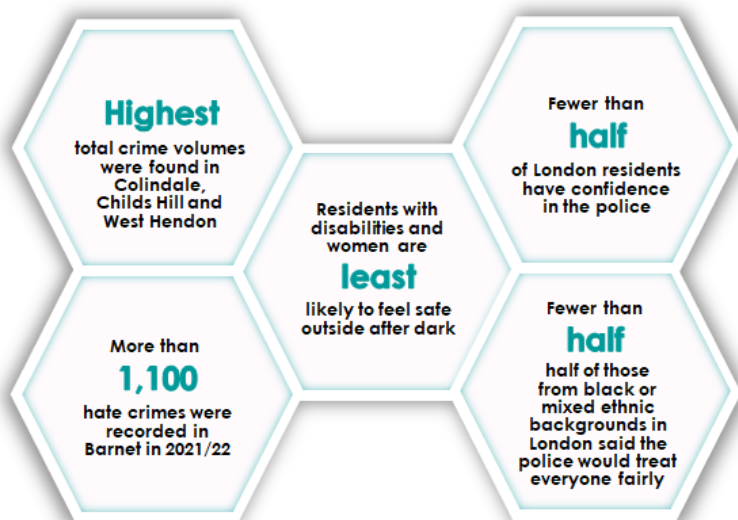 Highest
total crime volumes
were found in
Colindale,
Childs Hill and
West Hendon
More than
1,100
hate crimes were
recorded in
Barnet in 2021/22
Residents with
disabilities and
women are
least
likely to feel safe
outside after dark
Fewer than
half
of London residents
have confidence
in the police
Fewer than
half
half of those
from black or
mixed ethnic
backgrounds in
London said the
police would treat
everyone fairly